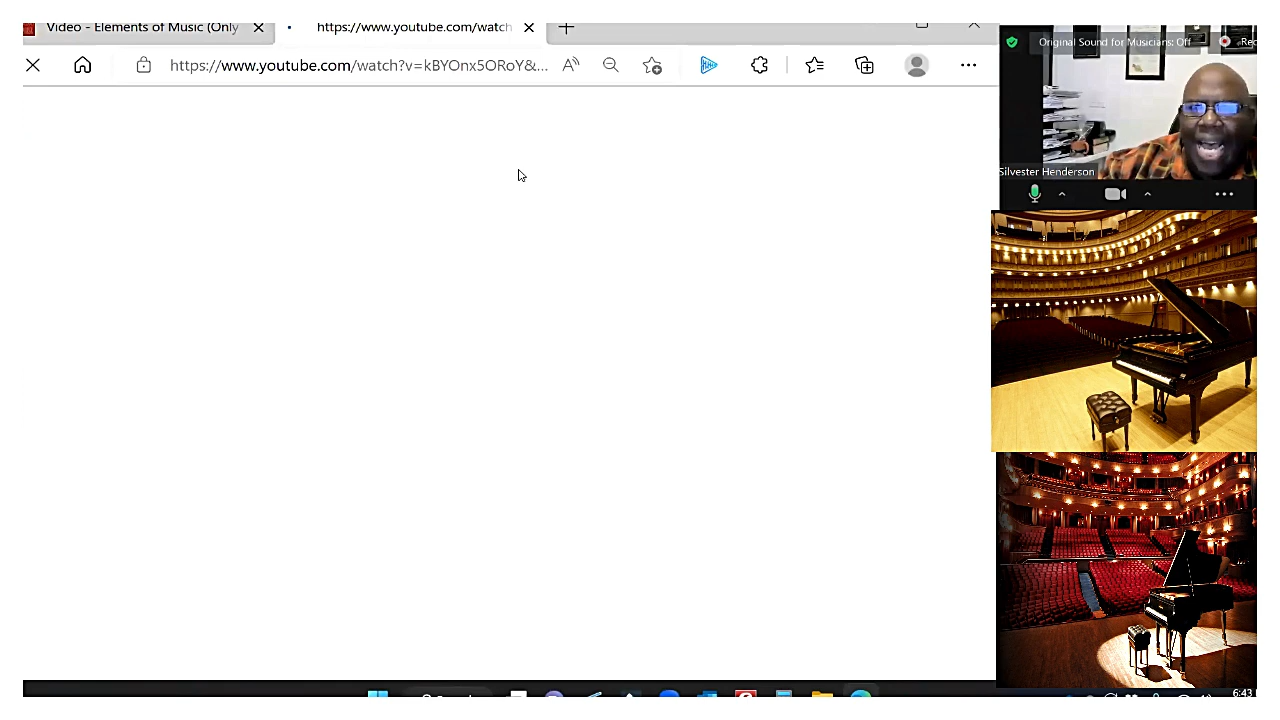 Video - Elements of Music (Only
https://www.youtube.com/watch
https://www.youtube.com/watch?v=kBYOnx5ORoY&...
Original Sound for Musicians: Off
Rec
Silvester Henderson
6:43